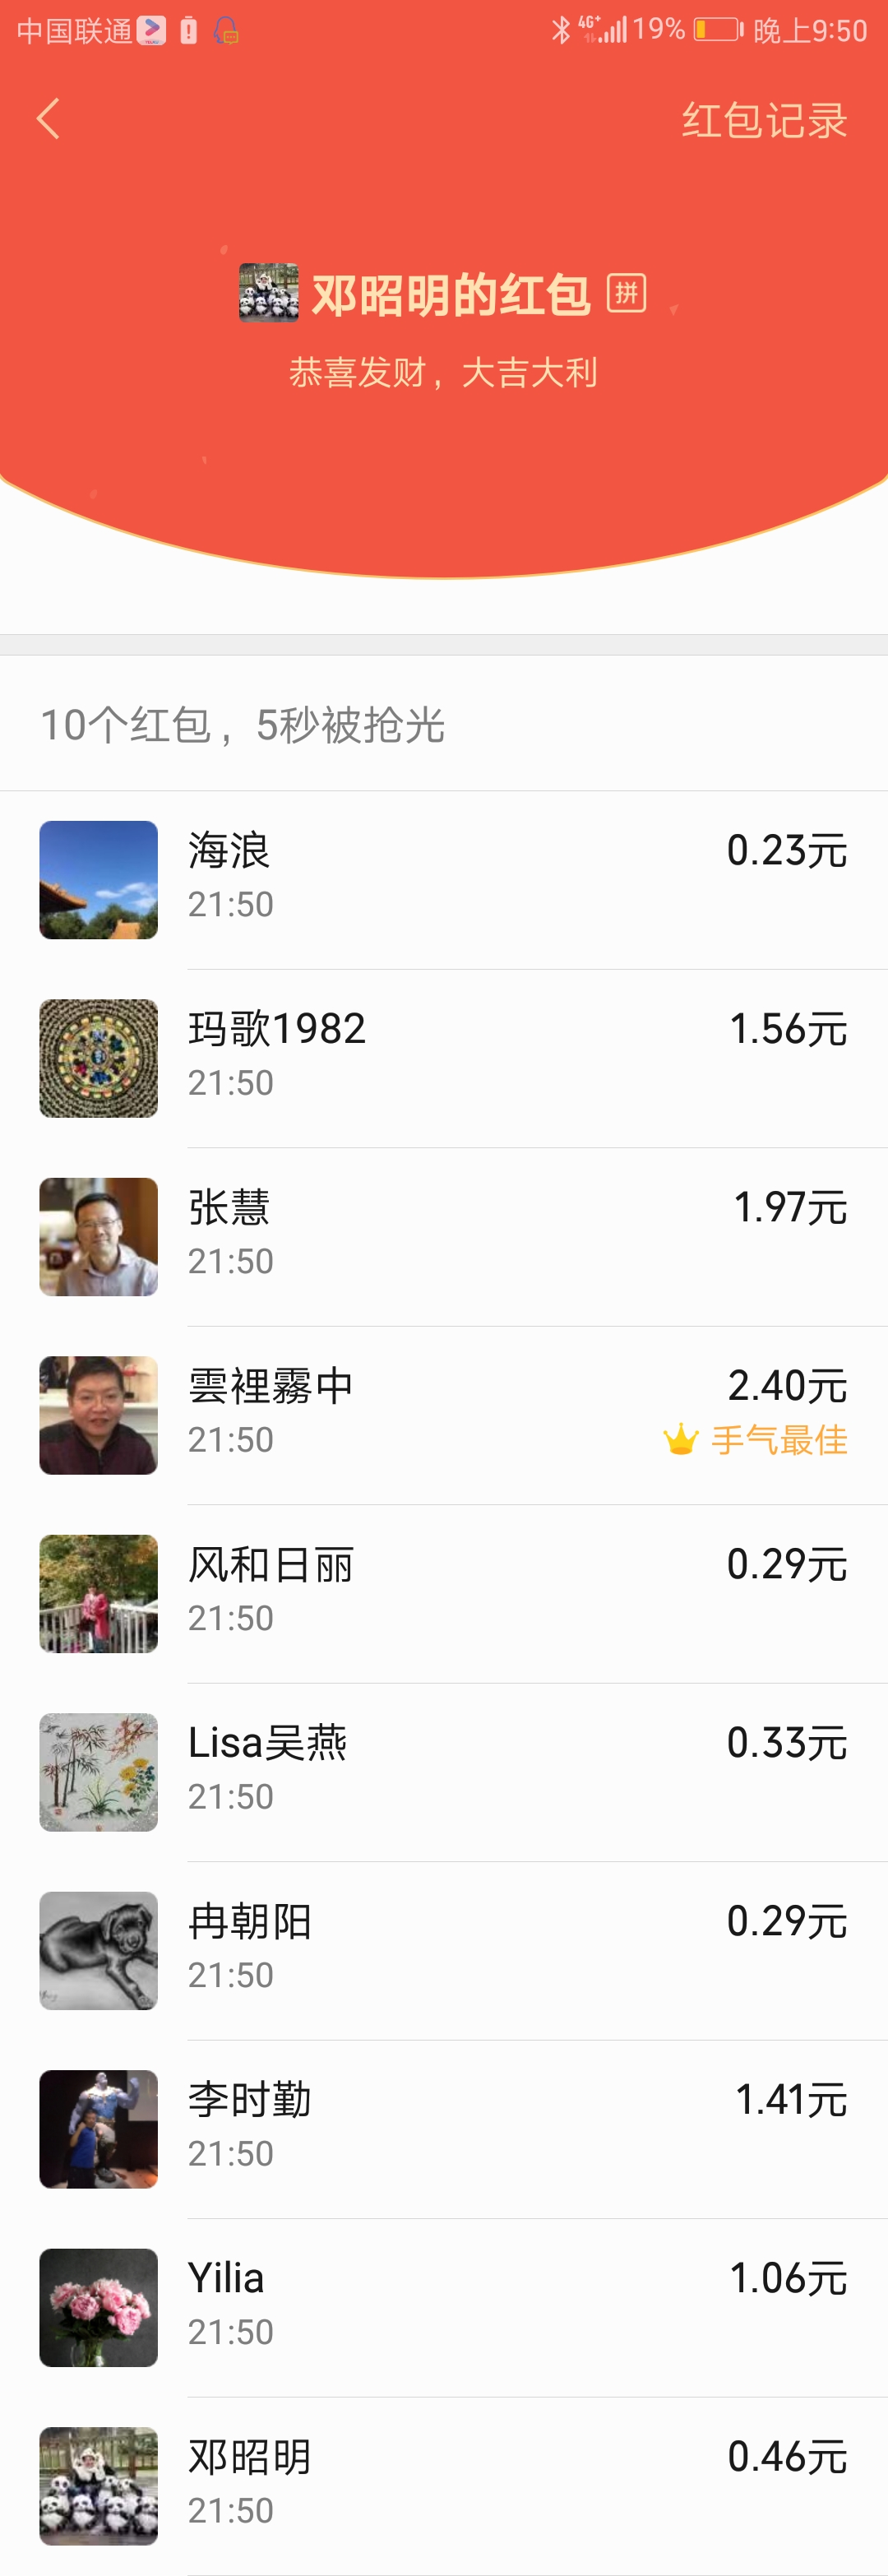 中国联通 4G+ 19% 晚上9:50
红包记录
邓昭明的红包 拼
恭喜发财，大吉大利
10个红包，5秒被抢光
海浪 0.23元
21:50
玛歌1982 1.56元
21:50
张慧 1.97元
21:50
雲裡霧中 2.40元
21:50 手气最佳
风和日丽 0.29元
21:50
Lisa吴燕 0.33元
21:50
冉朝阳 0.29元
21:50
李时勤 1.41元
21:50
Yilia 1.06元
21:50
邓昭明 0.46元
21:50